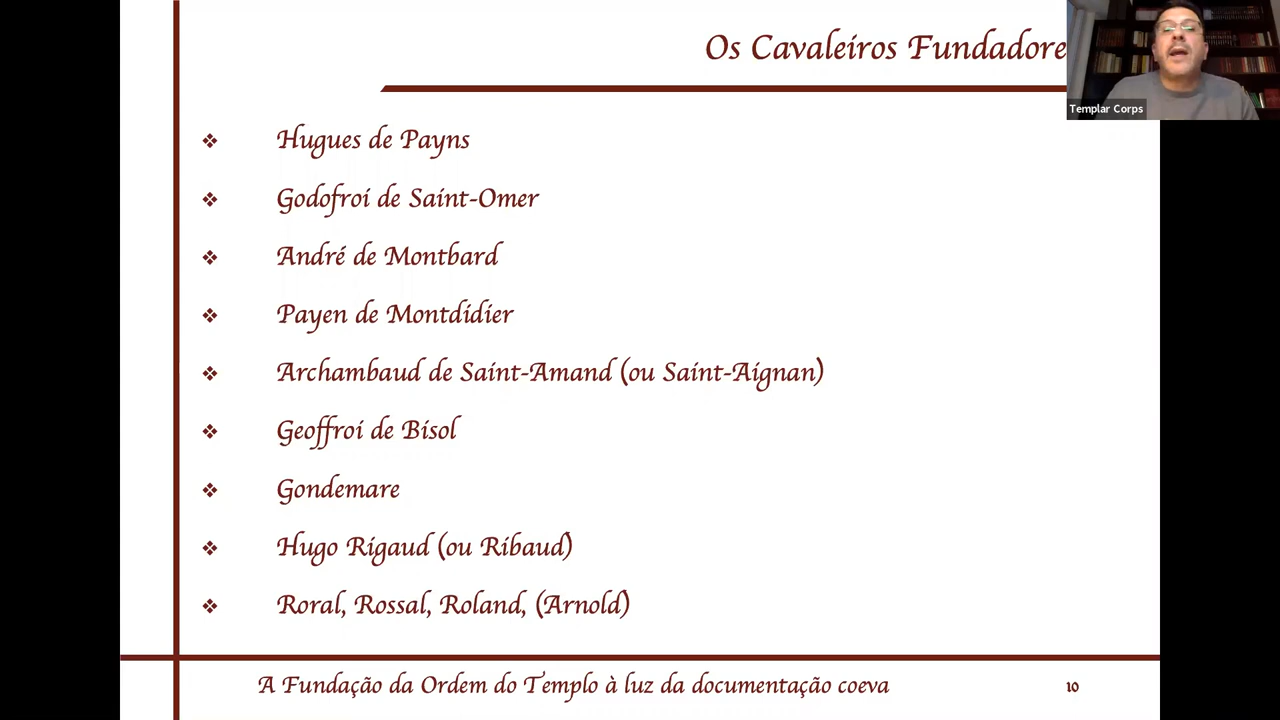 Os Cavaleiros Fundadore
Templar Corps
Hugues de Payns
Godofroi de Saint-Omer
André de Montbard
Payen de Montdidier
Archambaud de Saint-Amand (ou Saint-Aignan)
Geoffroi de Bisol
Gondemare
Hugo Rigaud (ou Ribaud)
Roral, Rossal, Roland, (Arnold)
A Fundação da Ordem do Templo à luz da documentação coeva
10